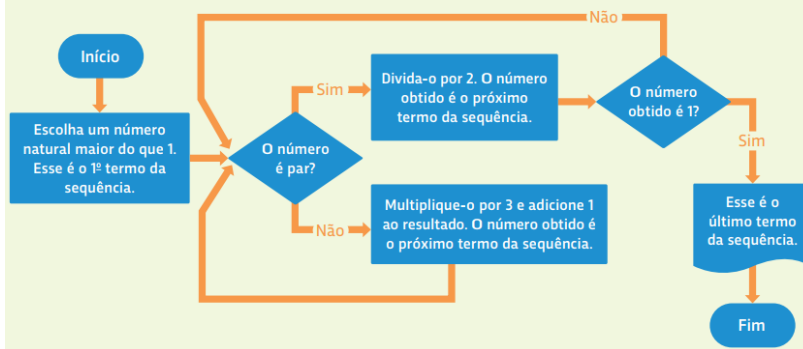 Início
Escolha um número
natural maior do que 1.
Esse é o 1º termo da
sequência.
O número
é par?
Sim
Divida-o por 2. O número
obtido é o próximo
termo da sequência.
Não
Multiplique-o por 3 e adicione 1
ao resultado. O número obtido é
o próximo termo da sequência.
Não
O número
obtido é 1?
Sim
Esse é o
último termo
da sequência.
Fim